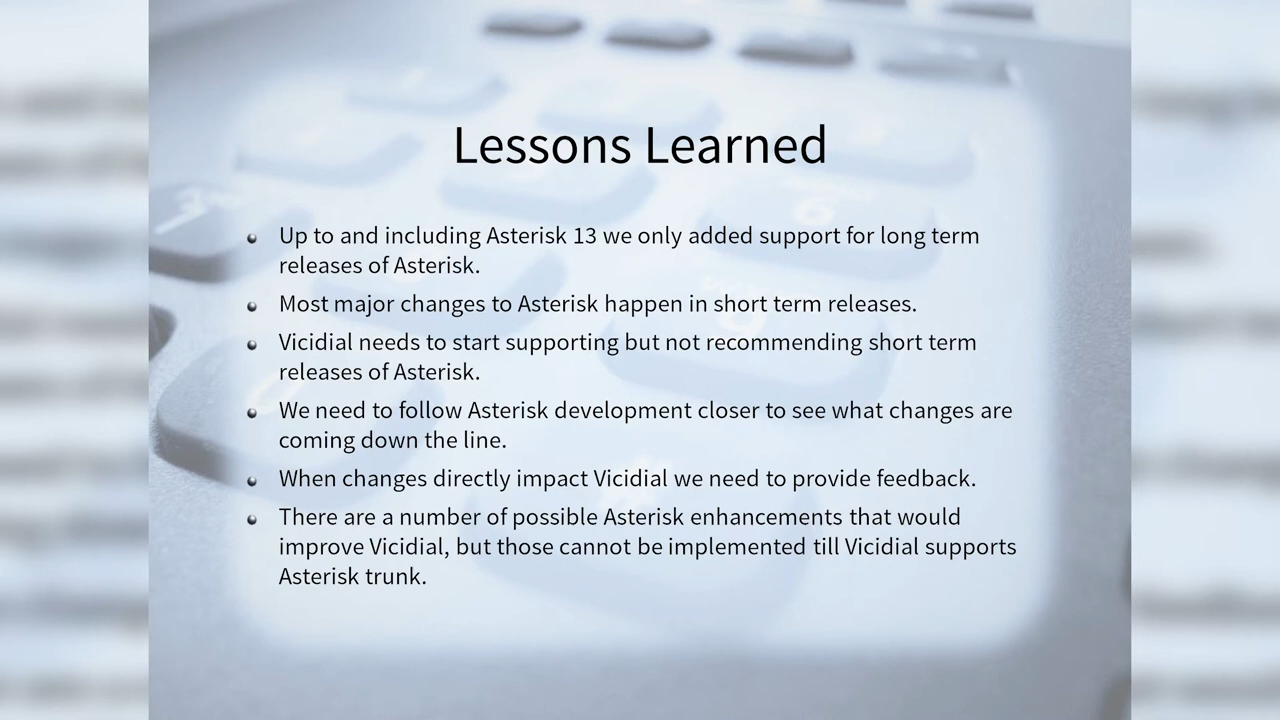 Lessons Learned
Up to and including Asterisk 13 we only added support for long term
releases of Asterisk.
Most major changes to Asterisk happen in short term releases.
Vicidial needs to start supporting but not recommending short term
releases of Asterisk.
We need to follow Asterisk development closer to see what changes are
coming down the line.
When changes directly impact Vicidial we need to provide feedback.
There are a number of possible Asterisk enhancements that would
improve Vicidial, but those cannot be implemented till Vicidial supports
Asterisk trunk.